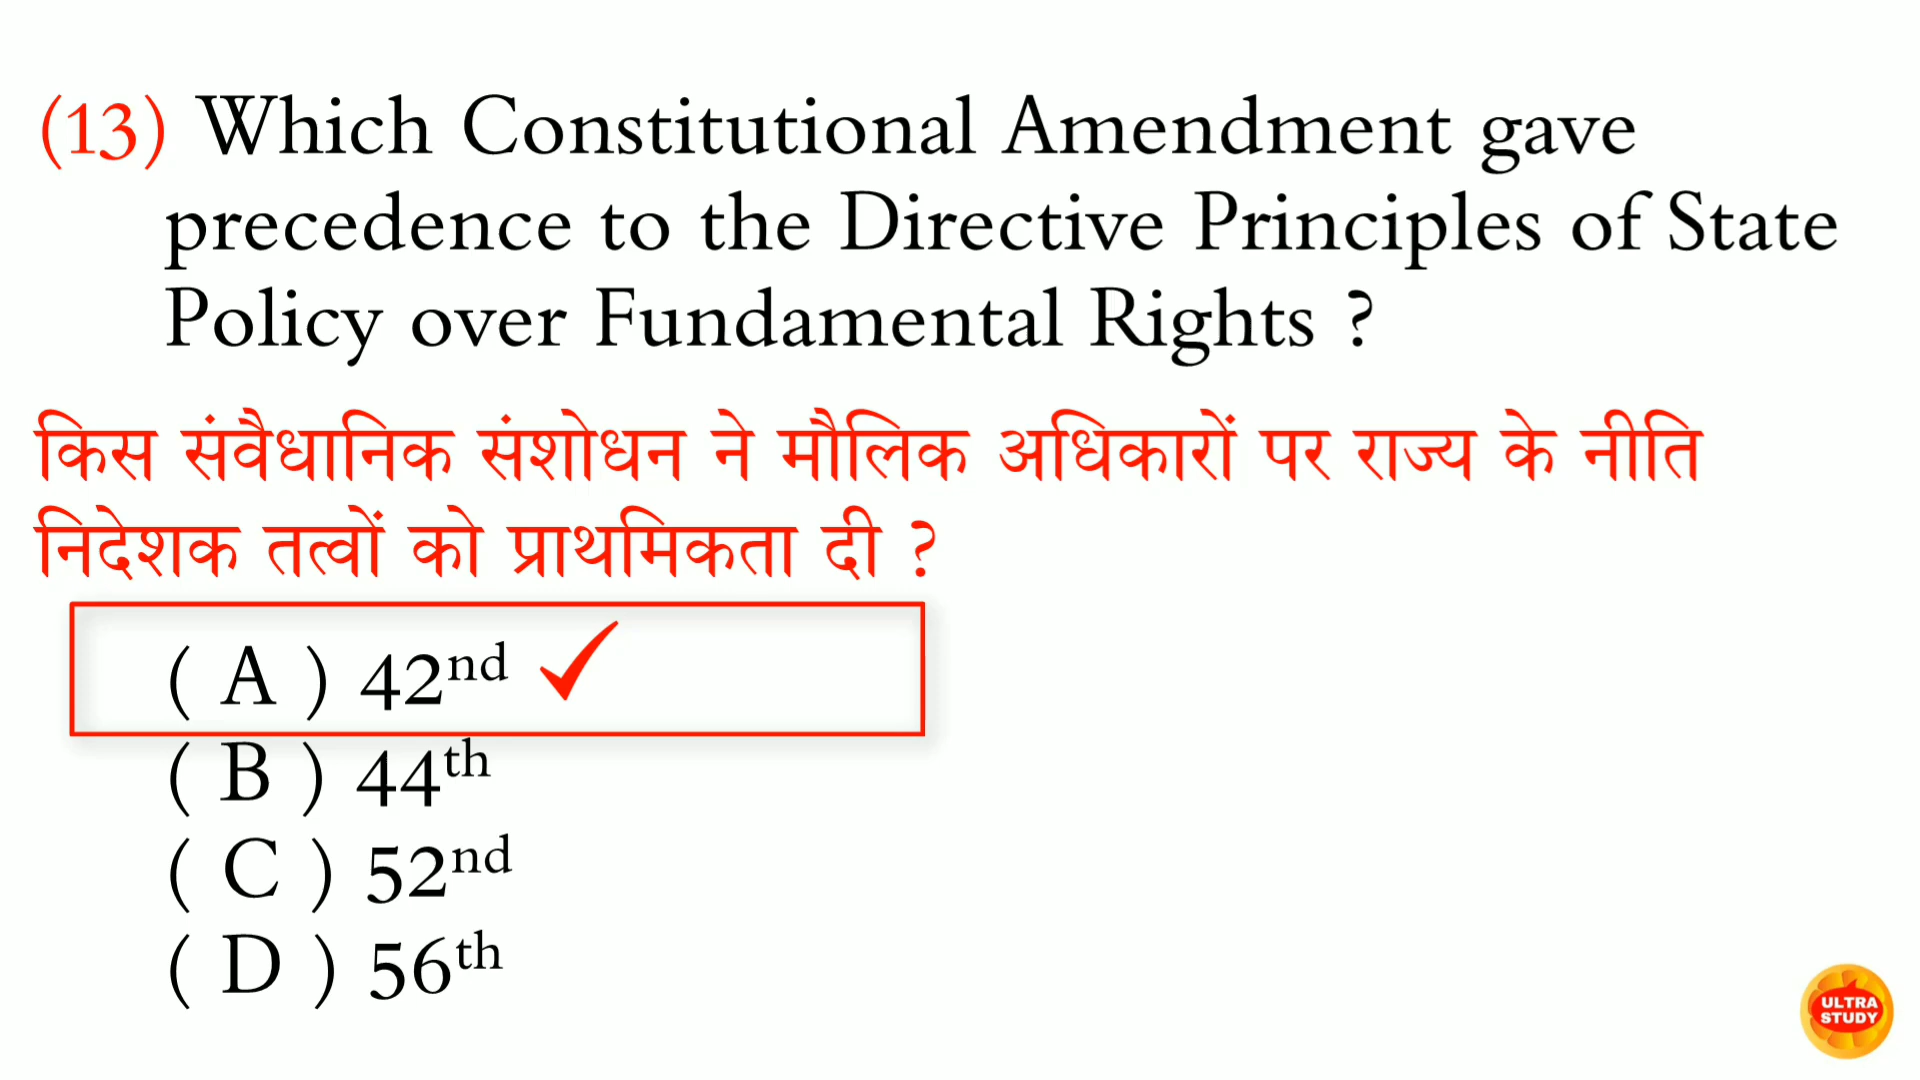 (13) Which Constitutional Amendment gave
precedence to the Directive Principles of State
Policy over Fundamental Rights ?
किस संवैधानिक संशोधन ने मौलिक अधिकारों पर राज्य के नीति
निदेशक तत्वों को प्राथमिकता दी ?
( A ) 42nd ✓
( B ) 44th
( C ) 52nd
( D ) 56th
ULTRA
STUDY